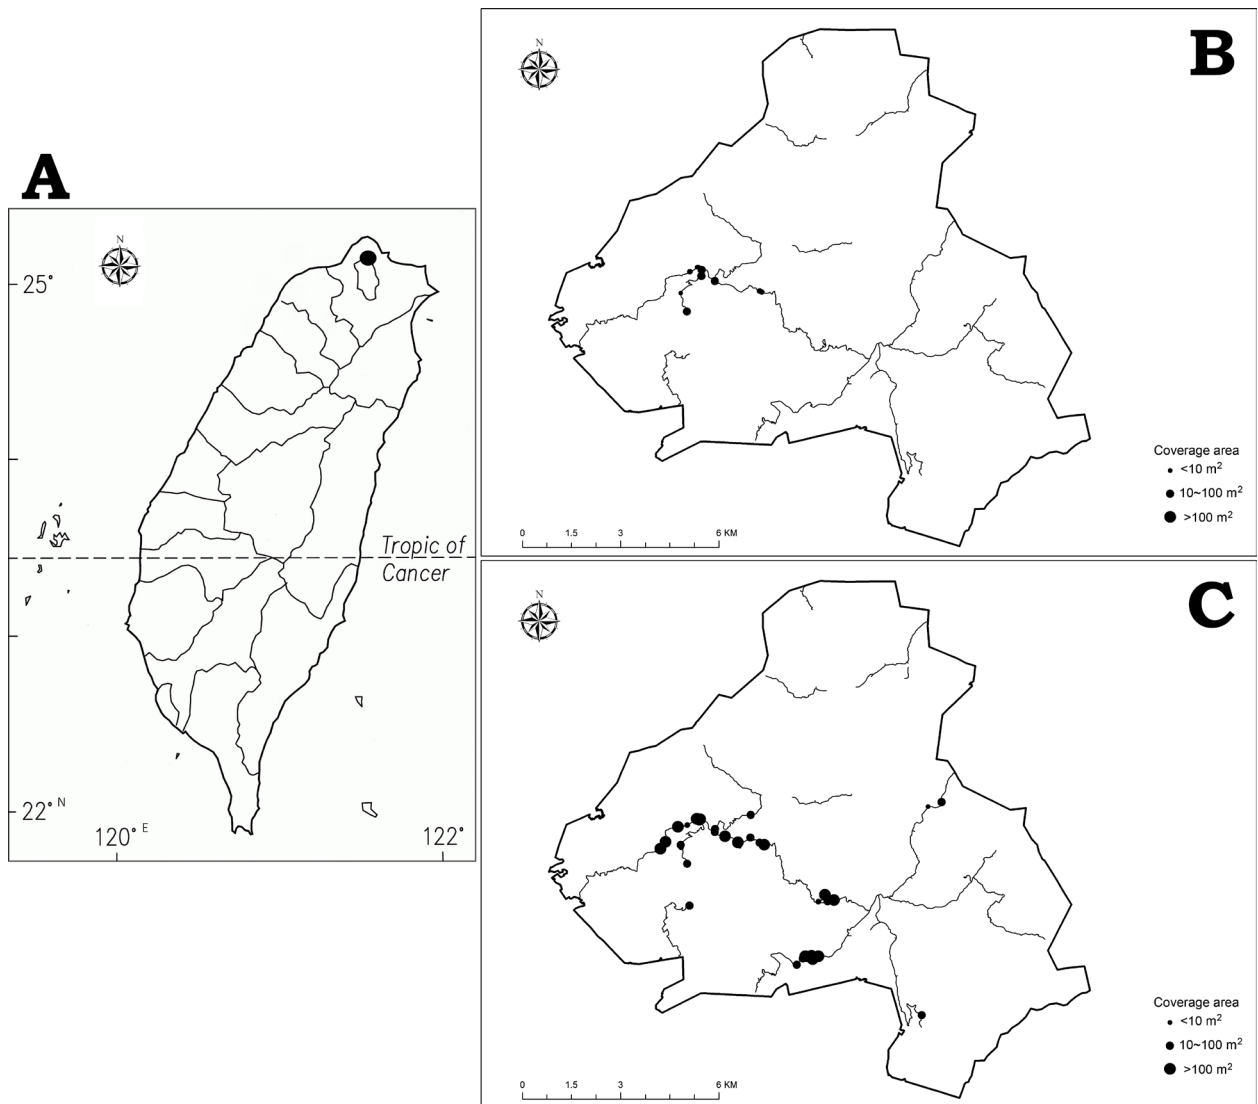 A
N
25°
Tropic of
Cancer
22° N
120° E
122°
B
N
Coverage area
<10 m²
10~100 m²
>100 m²
0 1.5 3 6 KM
C
N
Coverage area
<10 m²
10~100 m²
>100 m²
0 1.5 3 6 KM